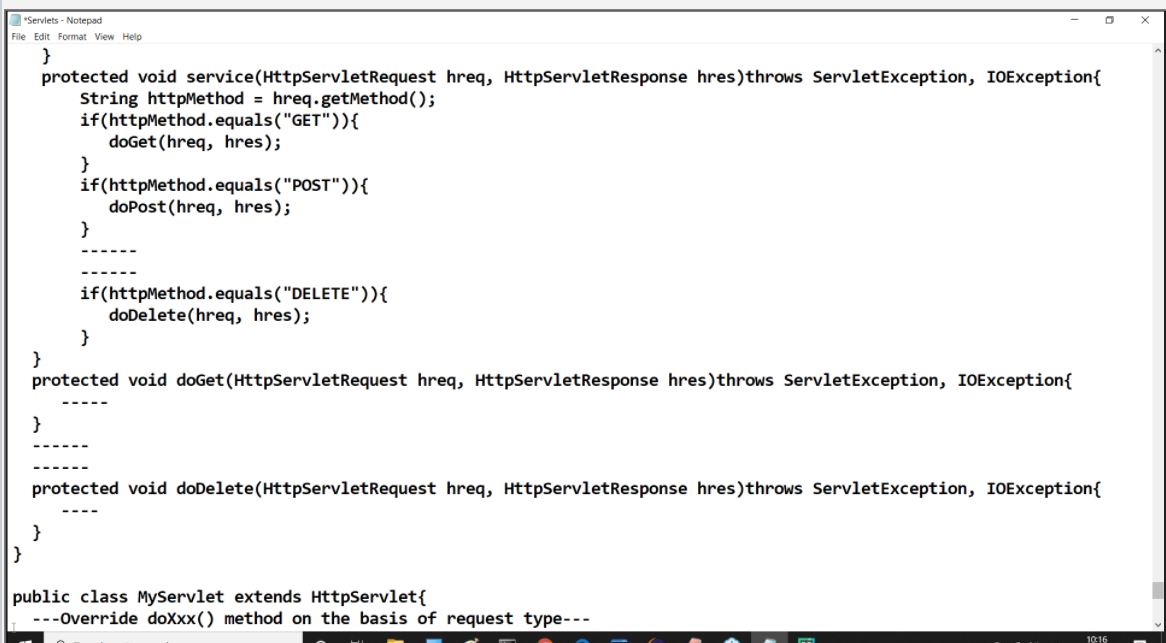 *Servlets - Notepad
File Edit Format View Help
}
protected void service(HttpServletRequest hreq, HttpServletResponse hres)throws ServletException, IOException{
String httpMethod = hreq.getMethod();
if(httpMethod.equals("GET")){
doGet(hreq, hres);
}
if(httpMethod.equals("POST")){
doPost(hreq, hres);
}
------
------
if(httpMethod.equals("DELETE")){
doDelete(hreq, hres);
}
}
protected void doGet(HttpServletRequest hreq, HttpServletResponse hres)throws ServletException, IOException{
-----
}
------
------
protected void doDelete(HttpServletRequest hreq, HttpServletResponse hres)throws ServletException, IOException{
----
}
}
public class MyServlet extends HttpServlet{
---Override doXxx() method on the basis of request type---
10:16